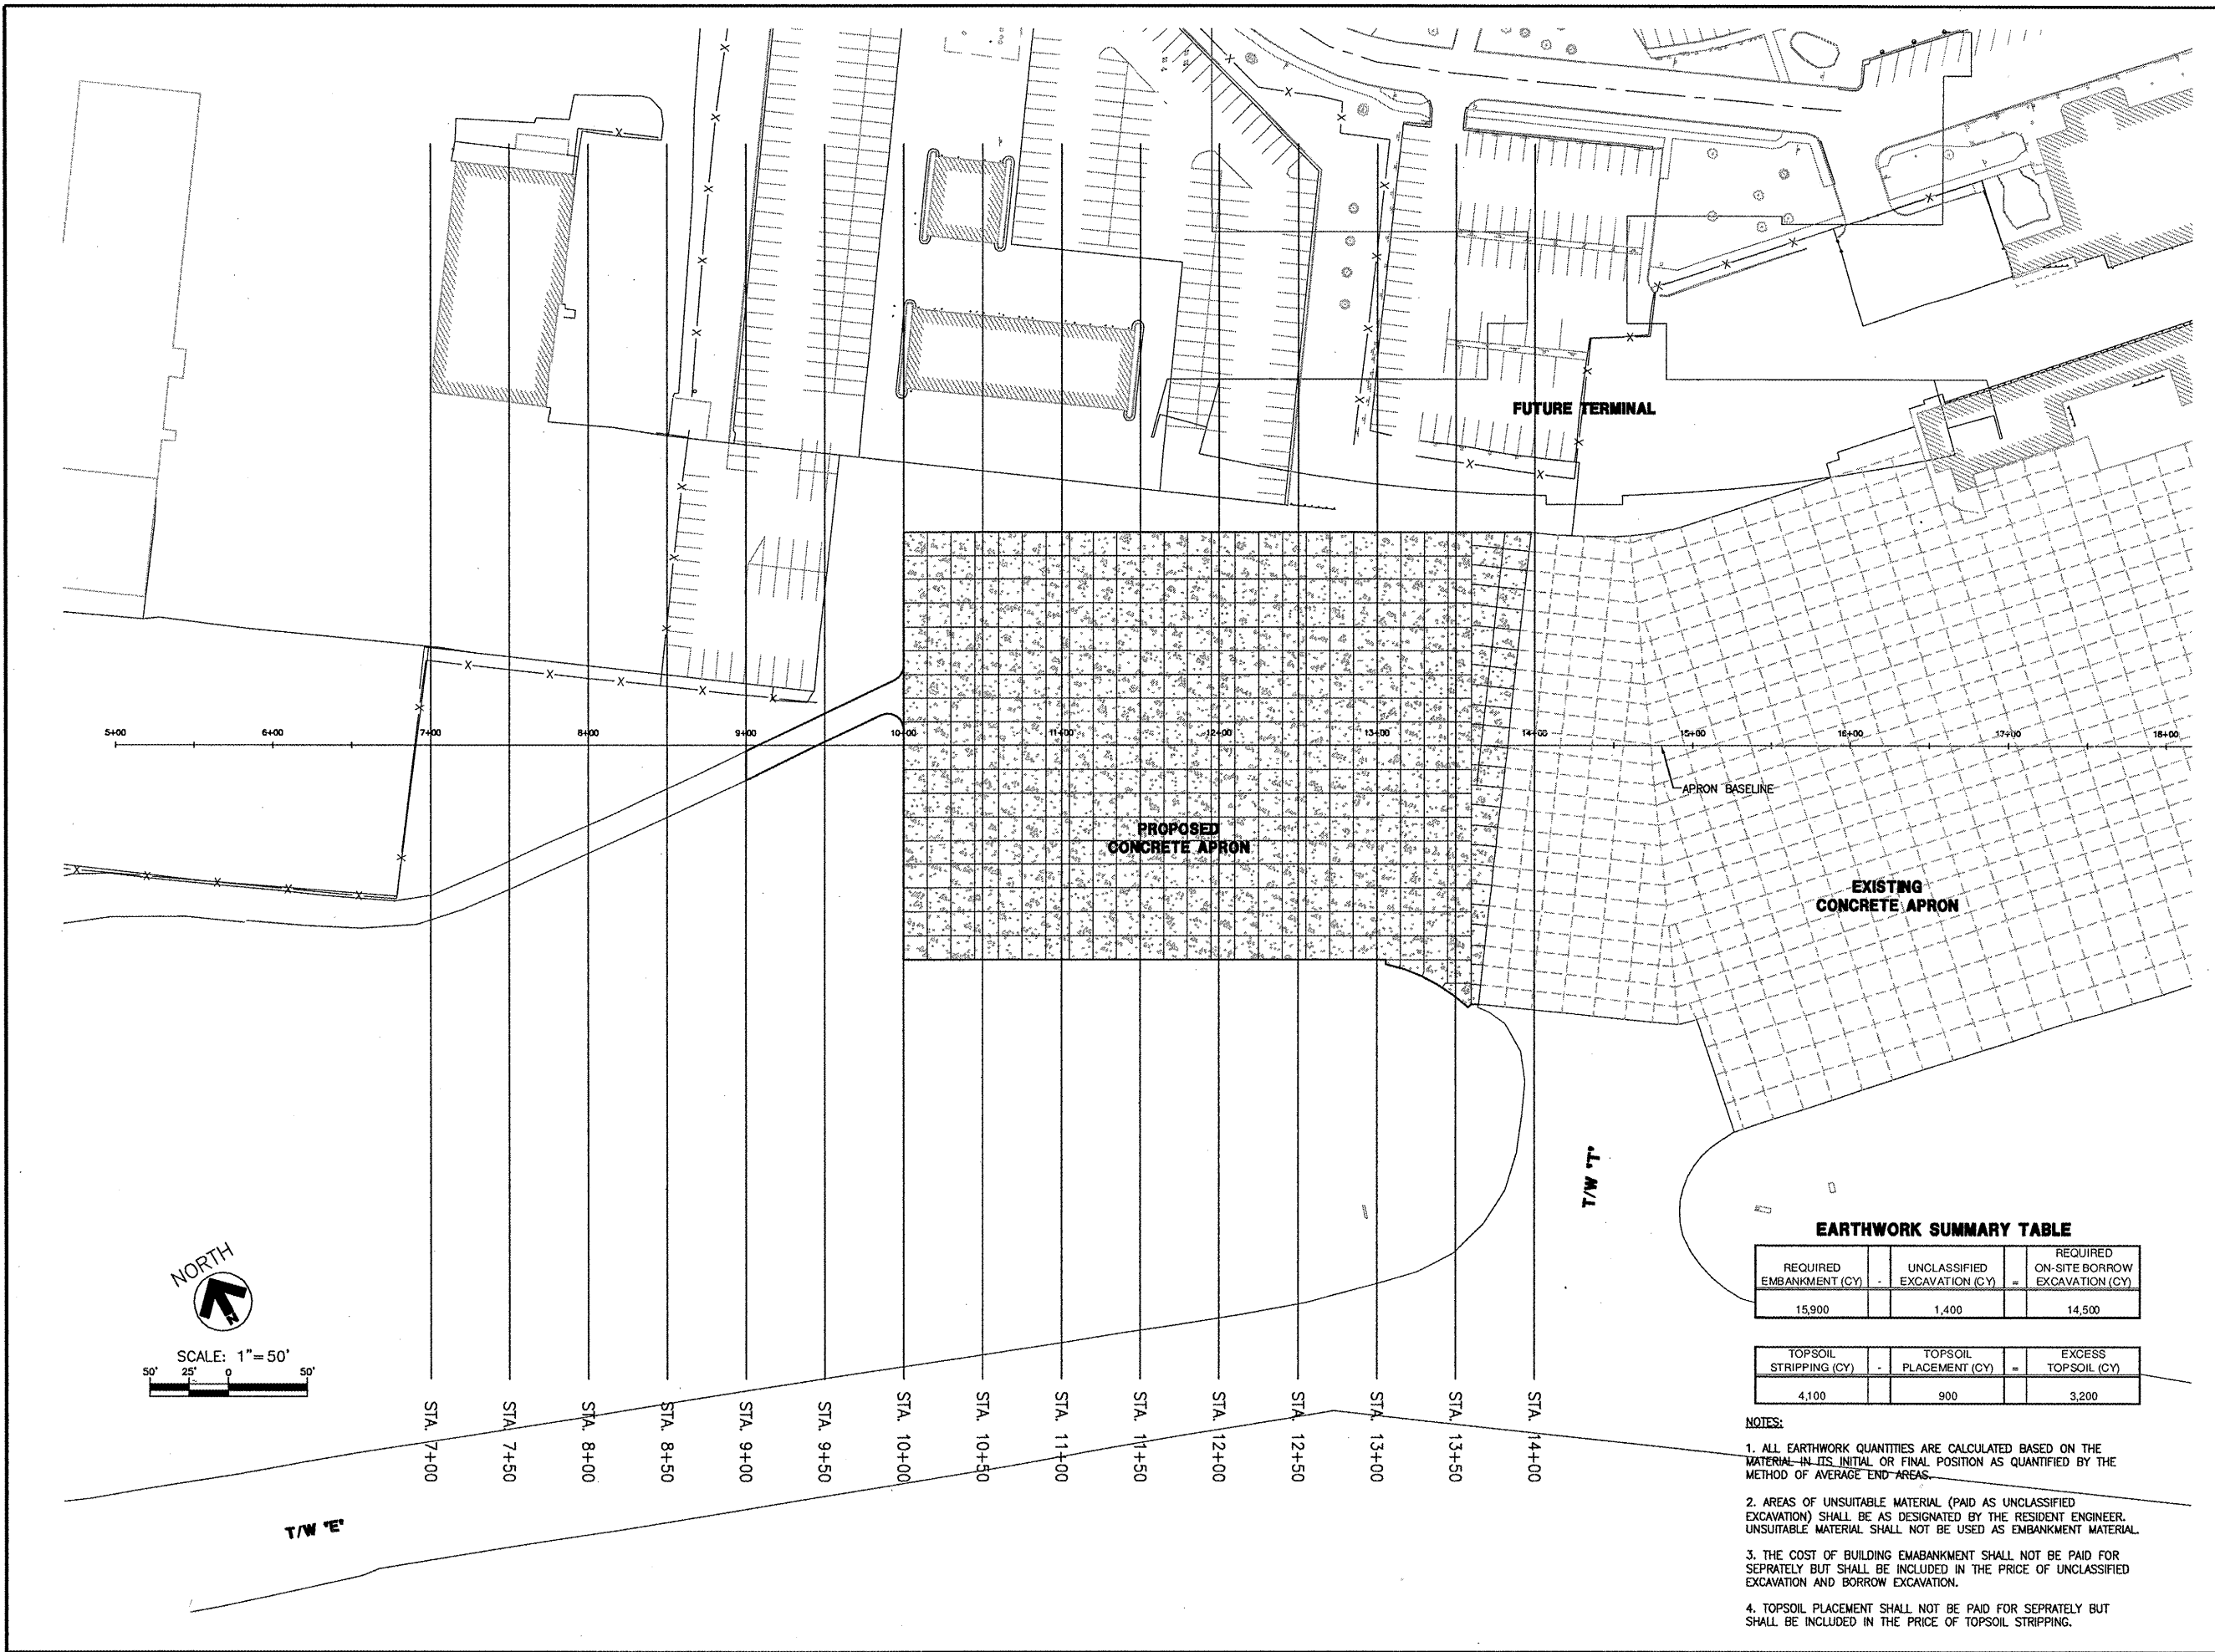 FUTURE TERMINAL
5+00
6+00
7+00
8+00
9+00
10+00
11+00
12+00
13+00
14+00
15+00
16+00
17+00
18+00
APRON BASELINE
PROPOSED
CONCRETE APRON
EXISTING
CONCRETE APRON
T/W "T"
NORTH
N
SCALE: 1"=50'
50' 25' 0 50'
STA. 7+00
STA. 7+50
STA. 8+00
STA. 8+50
STA. 9+00
STA. 9+50
STA. 10+00
STA. 10+50
STA. 11+00
STA. 11+50
STA. 12+00
STA. 12+50
STA. 13+00
STA. 13+50
STA. 14+00
T/W "E"
EARTHWORK SUMMARY TABLE
REQUIRED EMBANKMENT (CY) - UNCLASSIFIED EXCAVATION (CY) = REQUIRED ON-SITE BORROW EXCAVATION (CY)
15,900 1,400 14,500
TOPSOIL STRIPPING (CY) - TOPSOIL PLACEMENT (CY) = EXCESS TOPSOIL (CY)
4,100 900 3,200
NOTES:
1. ALL EARTHWORK QUANTITIES ARE CALCULATED BASED ON THE
MATERIAL IN ITS INITIAL OR FINAL POSITION AS QUANTIFIED BY THE
METHOD OF AVERAGE END AREAS.
2. AREAS OF UNSUITABLE MATERIAL (PAID AS UNCLASSIFIED
EXCAVATION) SHALL BE AS DESIGNATED BY THE RESIDENT ENGINEER.
UNSUITABLE MATERIAL SHALL NOT BE USED AS EMBANKMENT MATERIAL.
3. THE COST OF BUILDING EMABANKMENT SHALL NOT BE PAID FOR
SEPRATELY BUT SHALL BE INCLUDED IN THE PRICE OF UNCLASSIFIED
EXCAVATION AND BORROW EXCAVATION.
4. TOPSOIL PLACEMENT SHALL NOT BE PAID FOR SEPRATELY BUT
SHALL BE INCLUDED IN THE PRICE OF TOPSOIL STRIPPING.